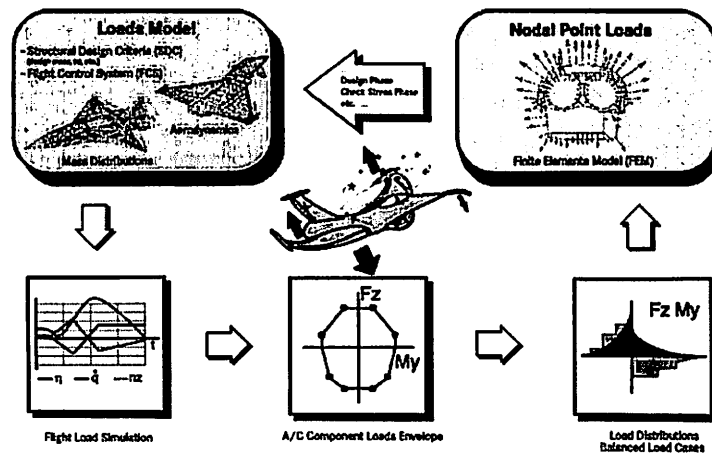 Loads Model
- Structural Design Criteria (SDC)
- Flight Control System (FCS)
Aerodynamics
Mass Distributions
Design Phase
Check Stress Phase
etc. ...
Nodal Point Loads
Finite Elemente Model (FEM)
t
η q̇ nz
Flight Load Simulation
Fz
My
A/C Component Loads Envelope
Fz My
Load Distributions
Balanced Load Cases